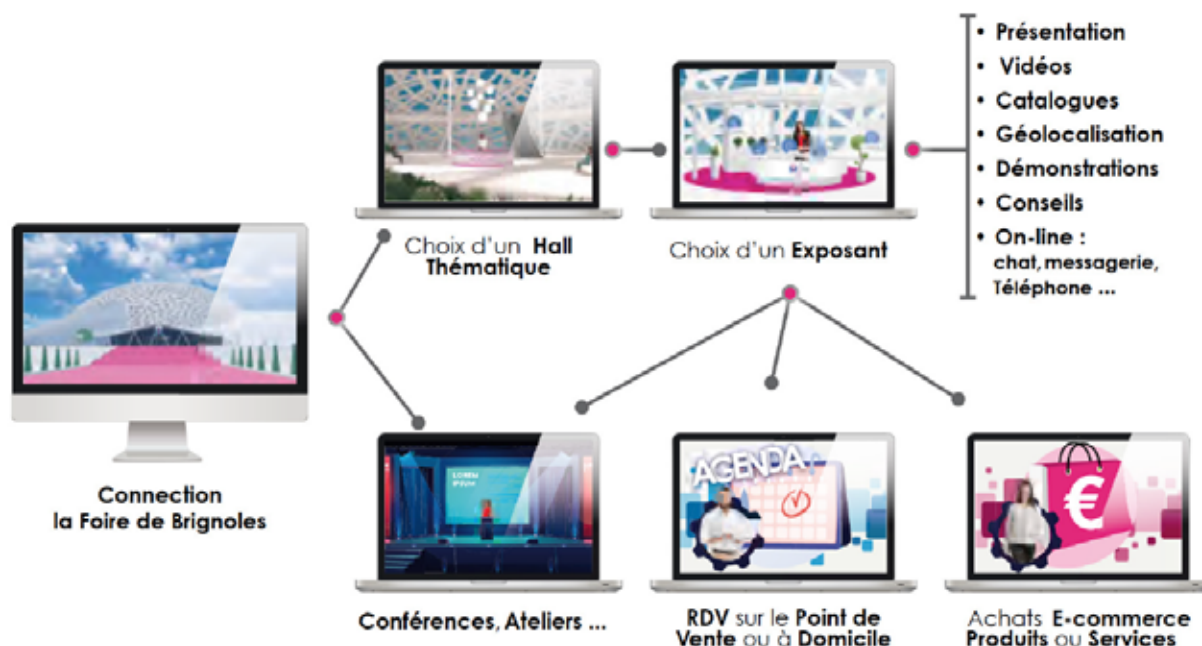 • Présentation
• Vidéos
• Catalogues
• Géolocalisation
• Démonstrations
• Conseils
• On-line :
chat, messagerie,
Téléphone ...
Choix d'un Hall
Thématique
Choix d'un Exposant
Connection
la Foire de Brignoles
LOREM
IPSUM
AGENDA
€
Conférences, Ateliers ...
RDV sur le Point de
Vente ou à Domicile
Achats E-commerce
Produits ou Services